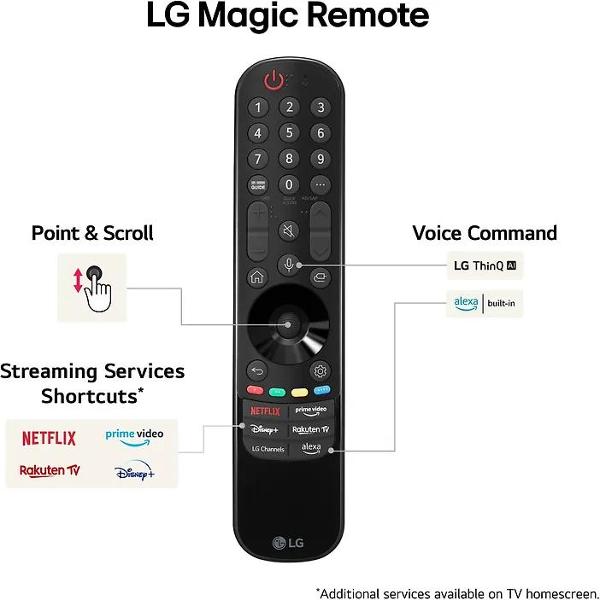 LG Magic Remote
1 2 3
4 5 6
7 8 9
GUIDE 0 ...
Point & Scroll
Voice Command
LG ThinQ AI
alexa built-in
Streaming Services
Shortcuts*
NETFLIX prime video
Rakuten TV Disney+
NETFLIX prime video
Disney+ Rakuten TV
LG Channels alexa
LG
*Additional services available on TV homescreen.